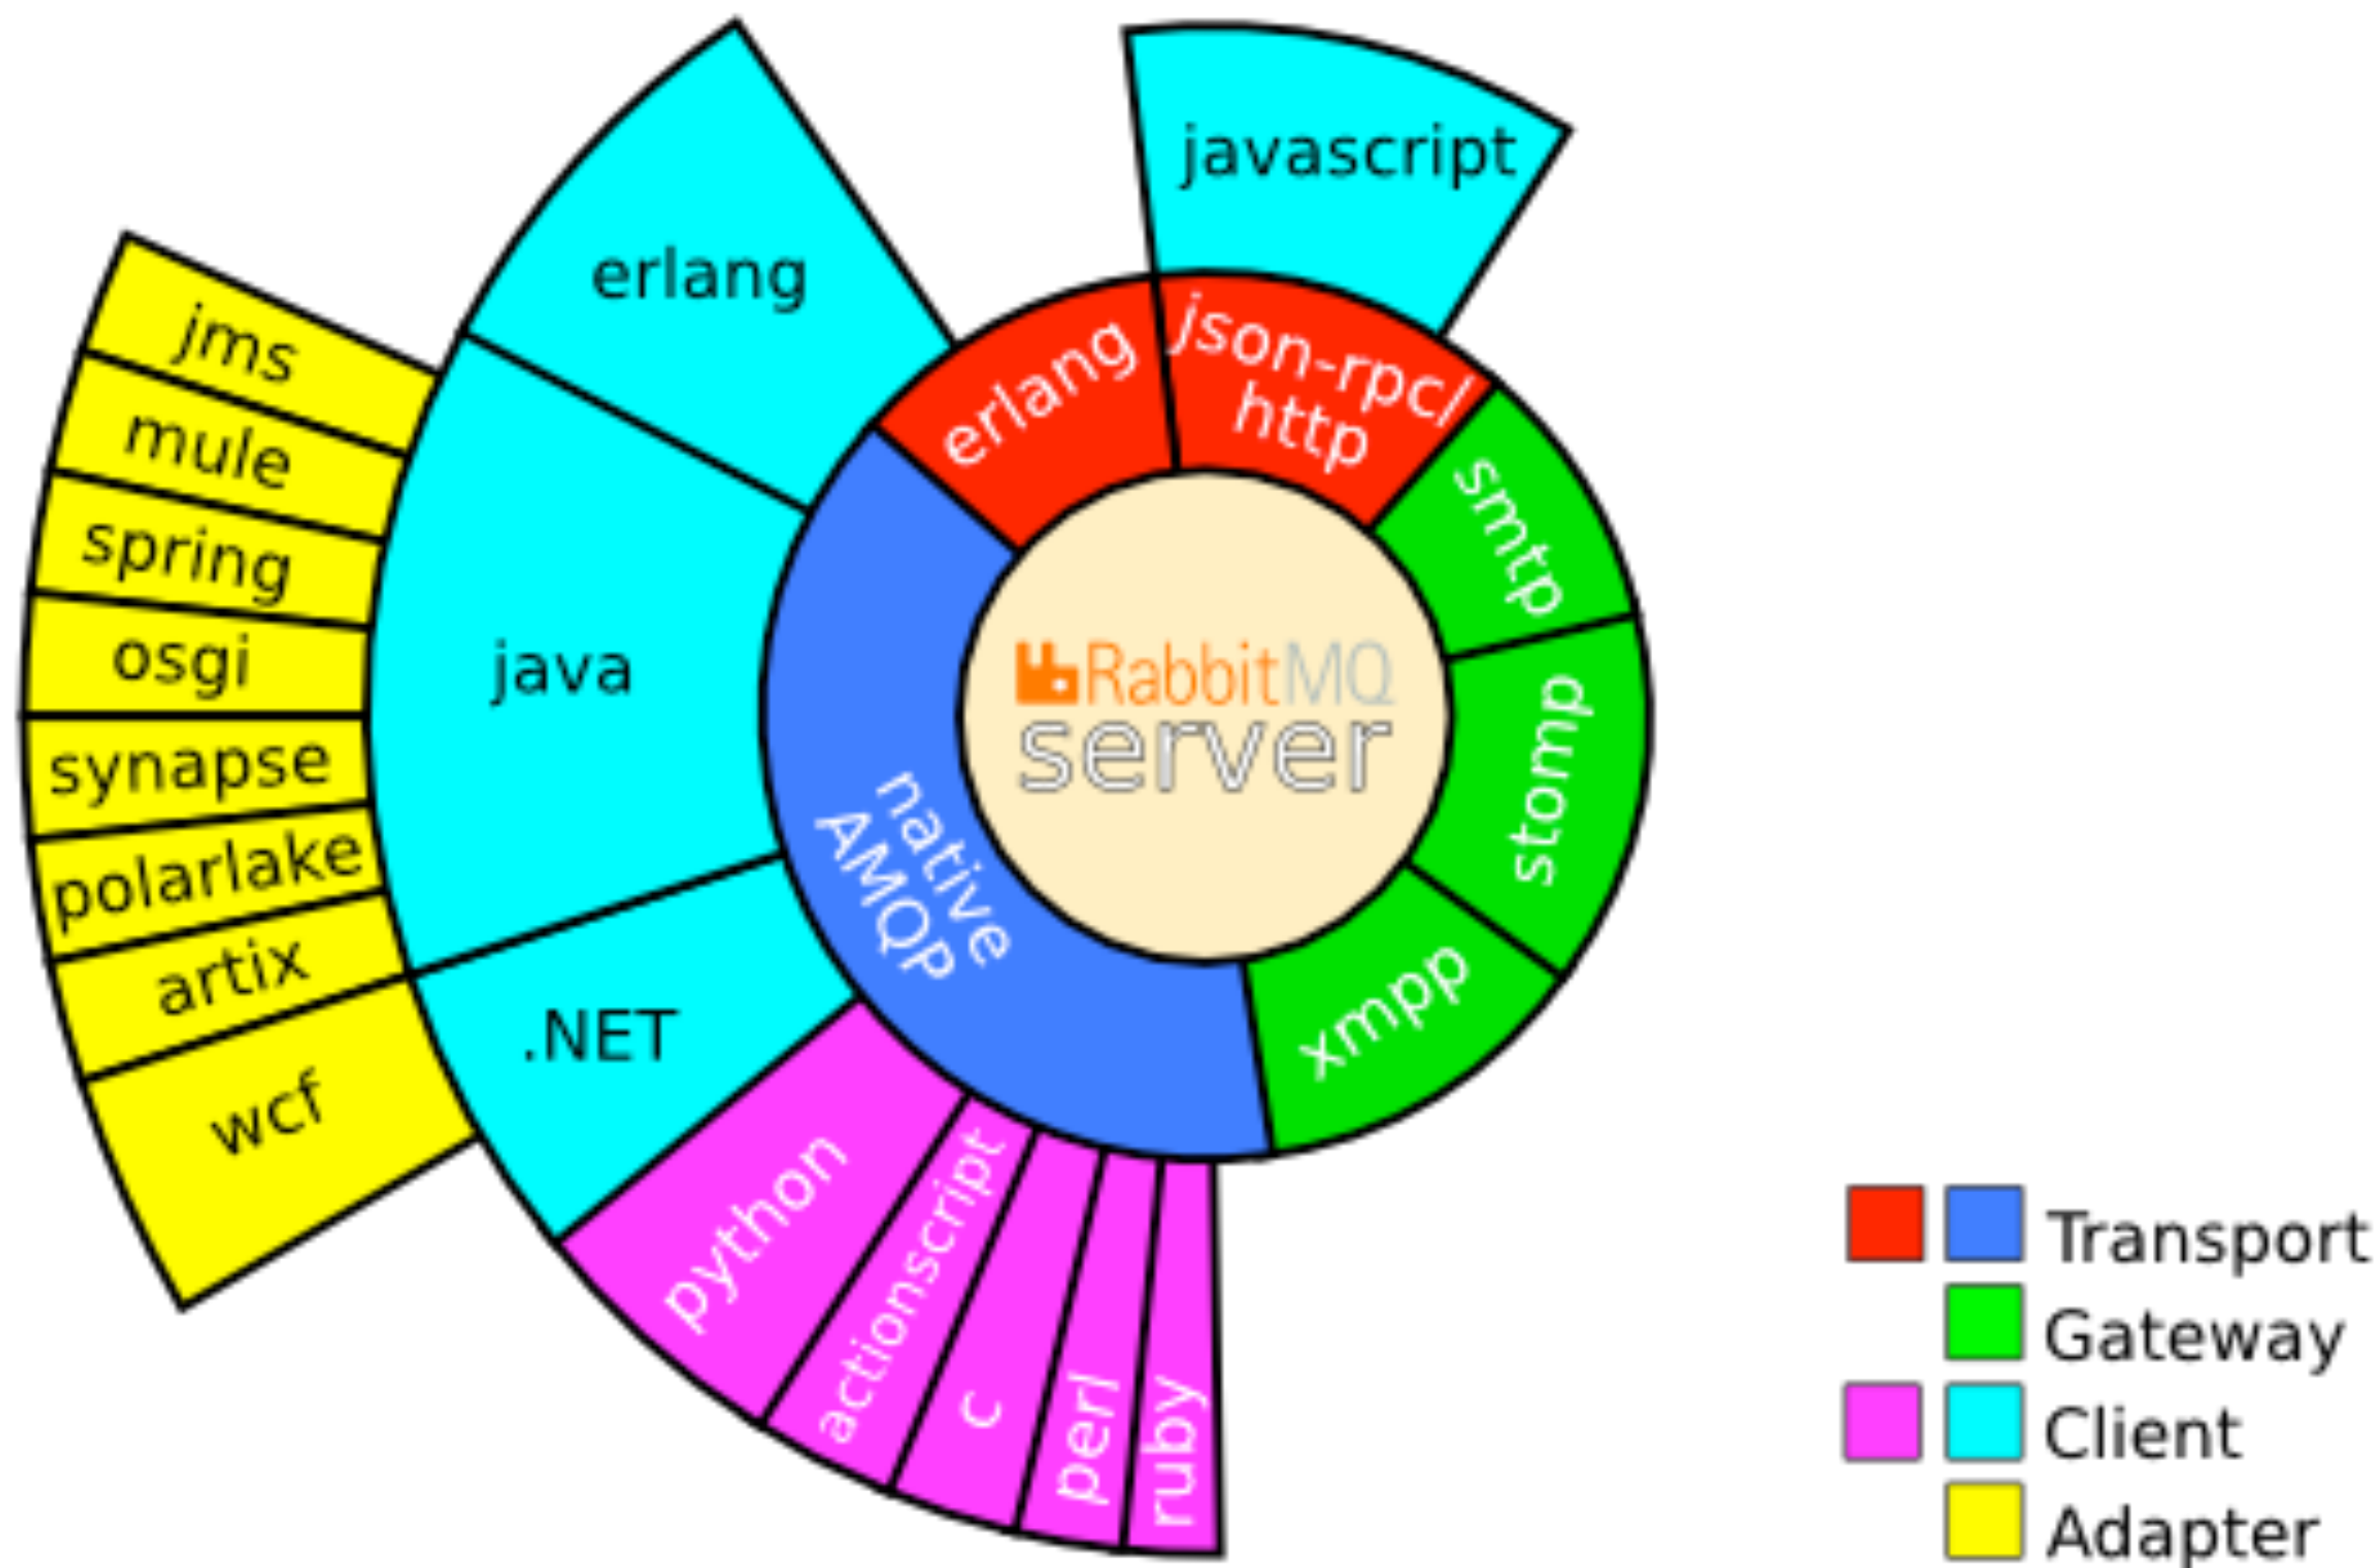 javascript
erlang
jms
mule
spring
osgi
synapse
polarlake
artix
wcf
java
.NET
erlang
json-rpc/
http
smtp
stomp
xmpp
native
AMQP
RabbitMQ
server
python
actionscript
c
perl
ruby
Transport
Gateway
Client
Adapter